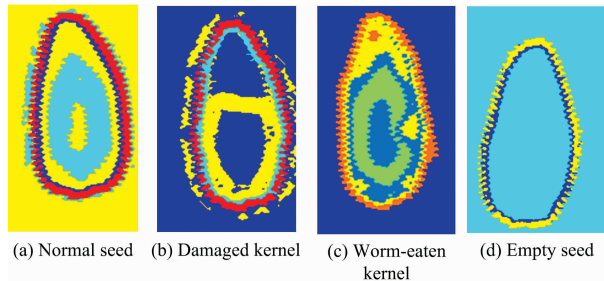 (a) Normal seed
(b) Damaged kernel
(c) Worm-eaten
kernel
(d) Empty seed